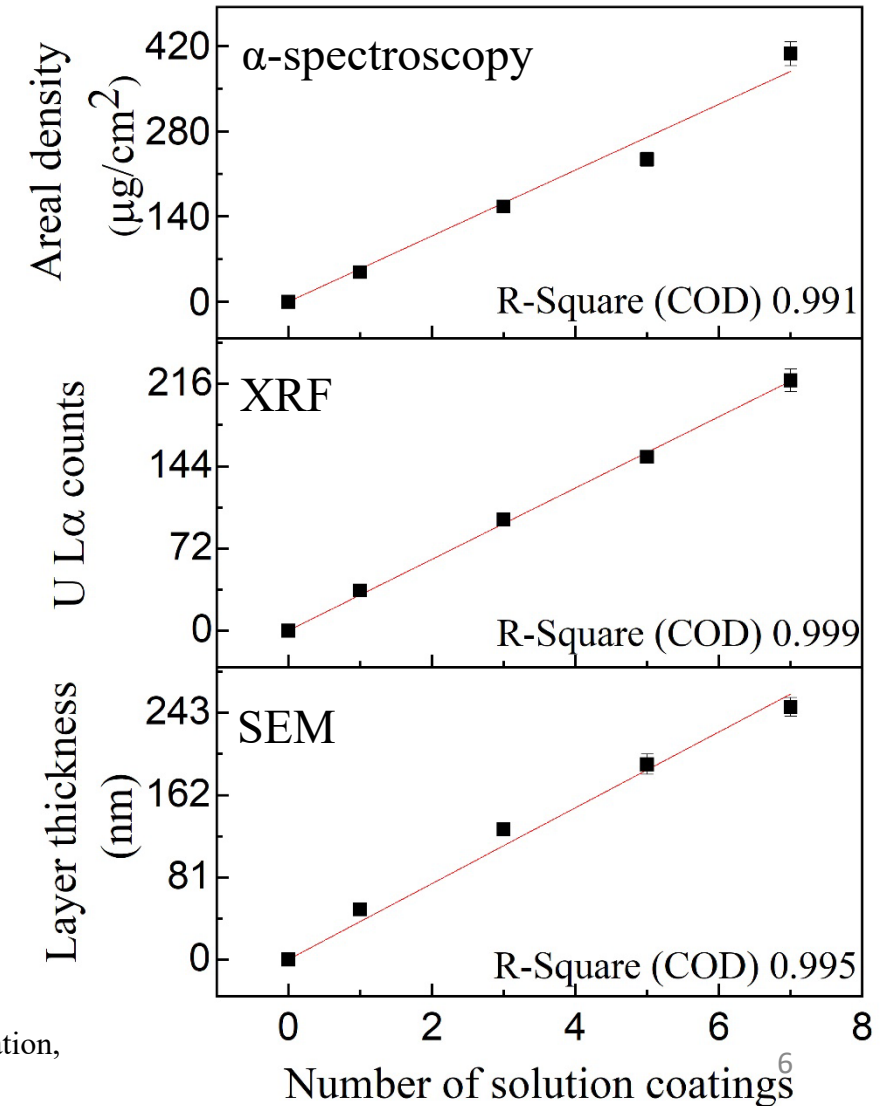 Areal density
(μg/cm²)
420
280
140
0
α-spectroscopy
R-Square (COD) 0.991
U Lα counts
216
144
72
0
XRF
R-Square (COD) 0.999
Layer thickness
(nm)
243
162
81
0
SEM
R-Square (COD) 0.995
0 2 4 6 8
Number of solution coatings
6